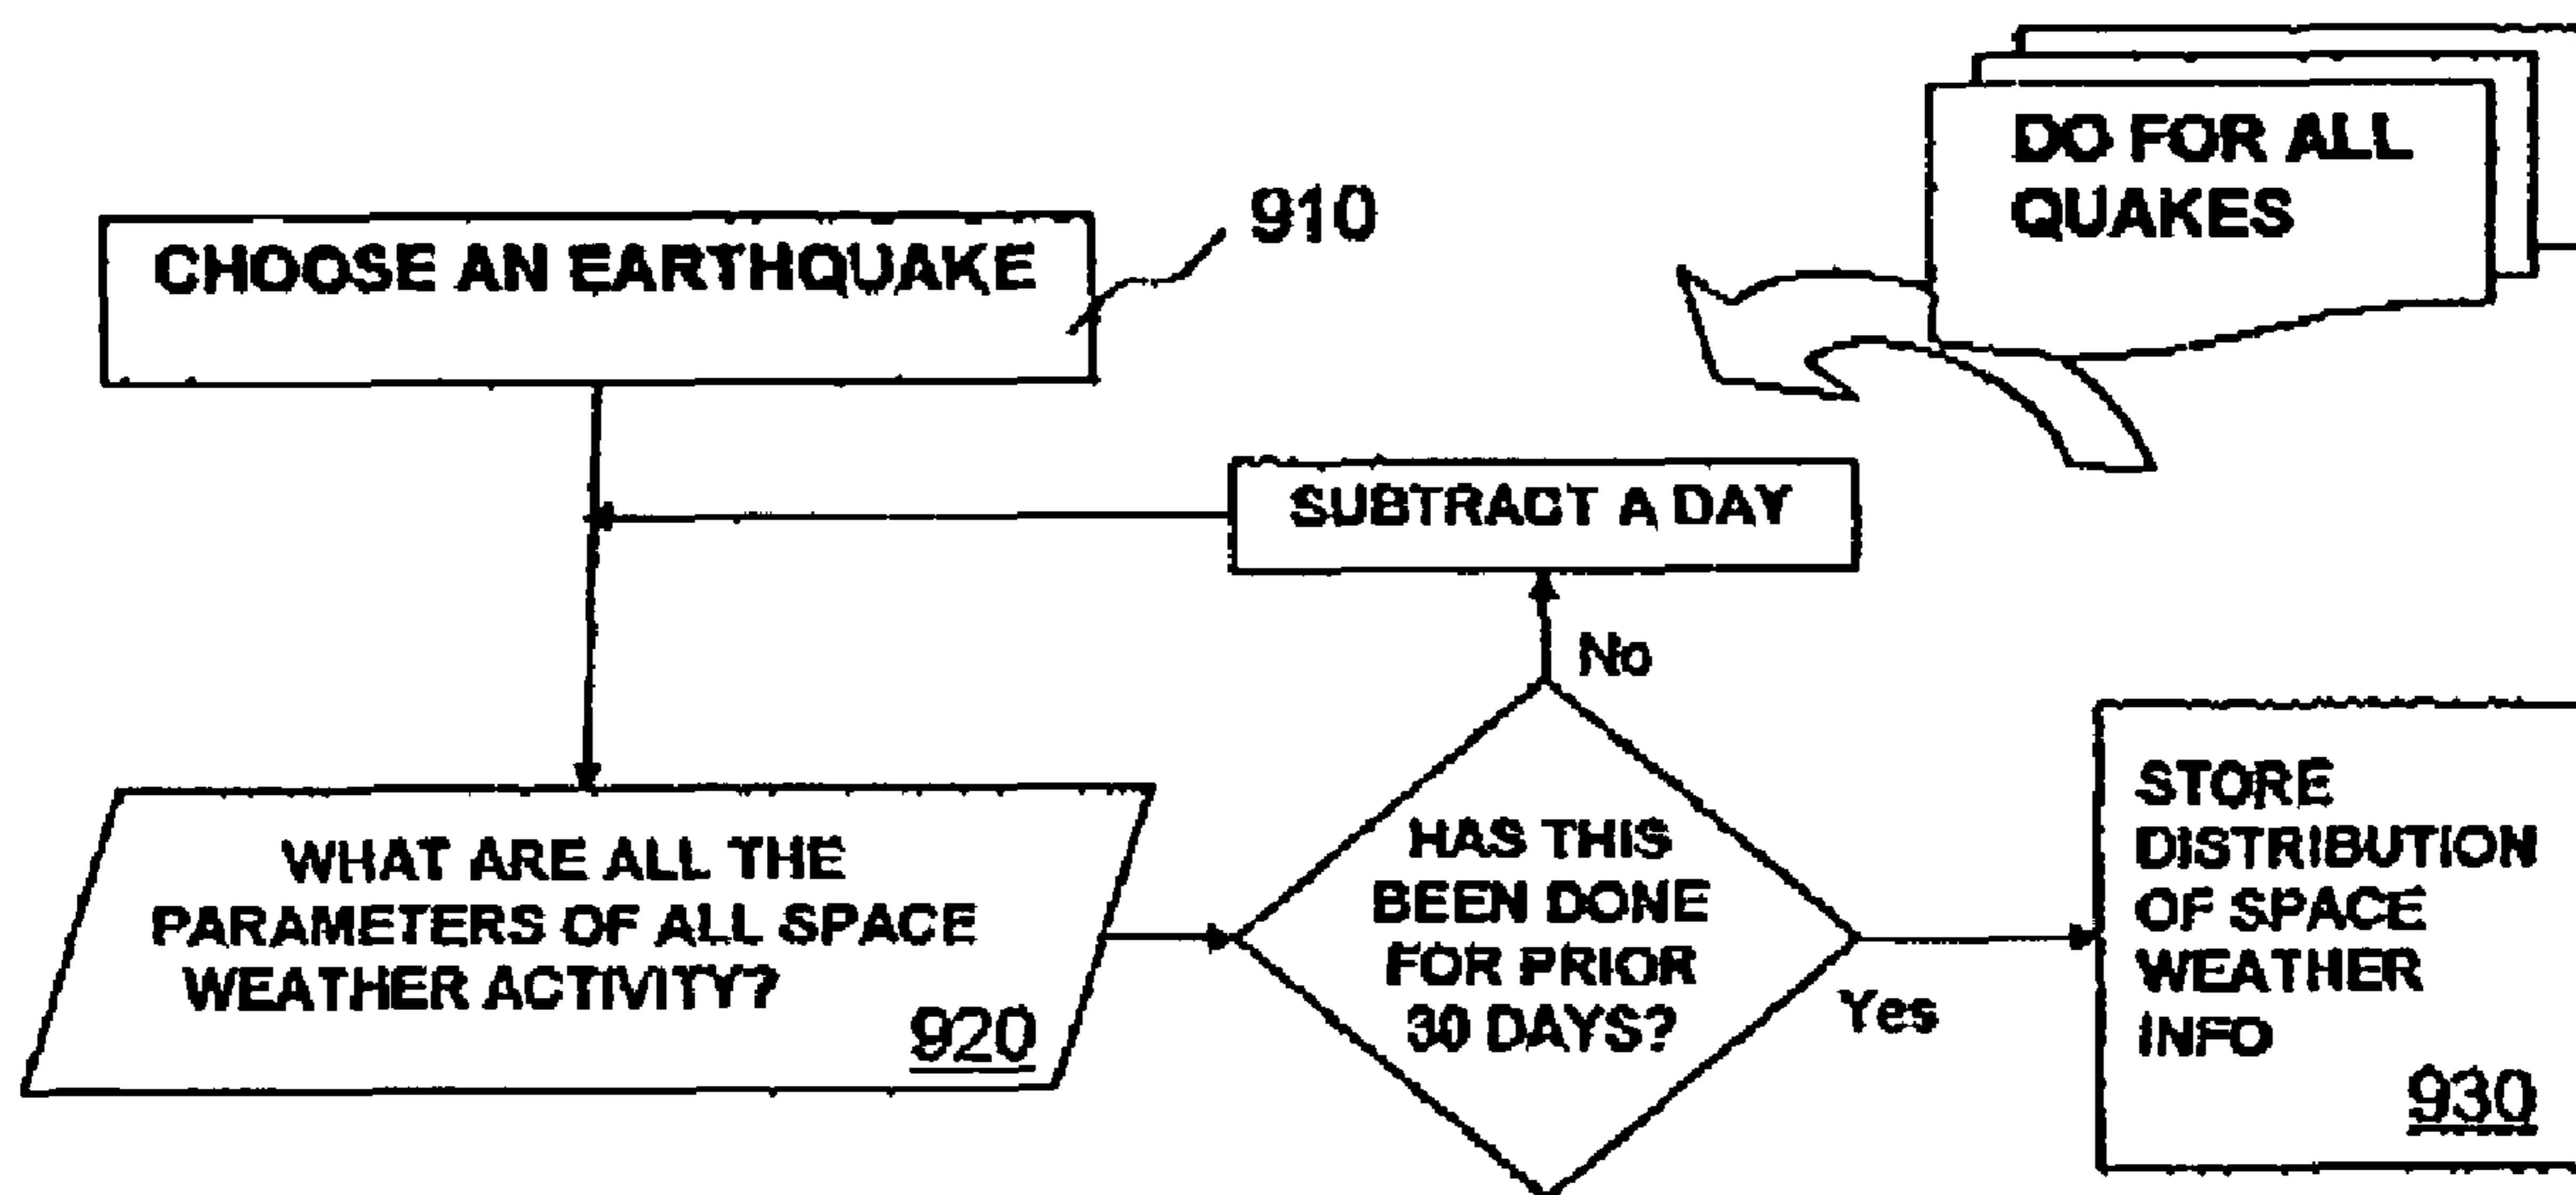 DO FOR ALL
QUAKES
CHOOSE AN EARTHQUAKE
910
SUBTRACT A DAY
No
WHAT ARE ALL THE
PARAMETERS OF ALL SPACE
WEATHER ACTIVITY?
920
HAS THIS
BEEN DONE
FOR PRIOR
30 DAYS?
Yes
STORE
DISTRIBUTION
OF SPACE
WEATHER
INFO
930